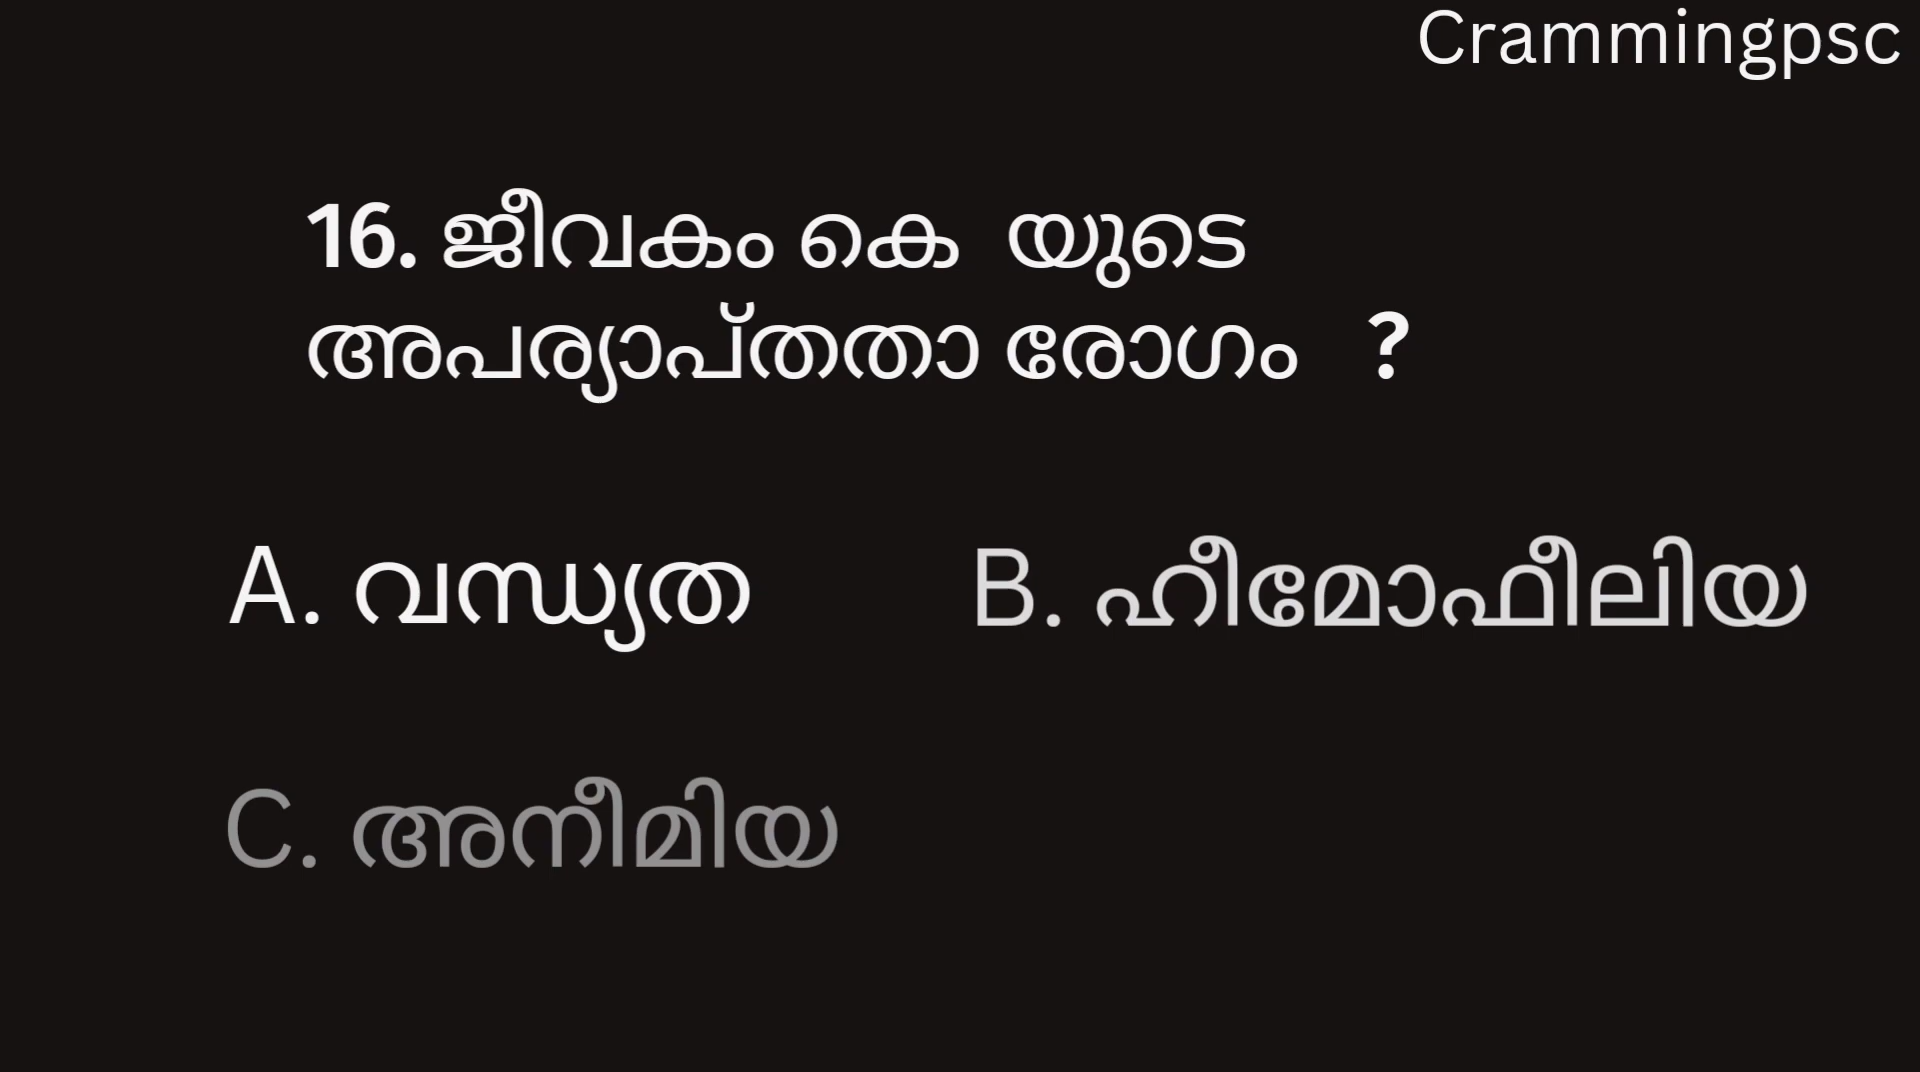 Crammingpsc
16. ജീവകം കെ യുടെ
അപര്യാപ്തതാ രോഗം ?
A. വന്ധ്യത
B. ഹീമോഫീലിയ
C. അനീമിയ